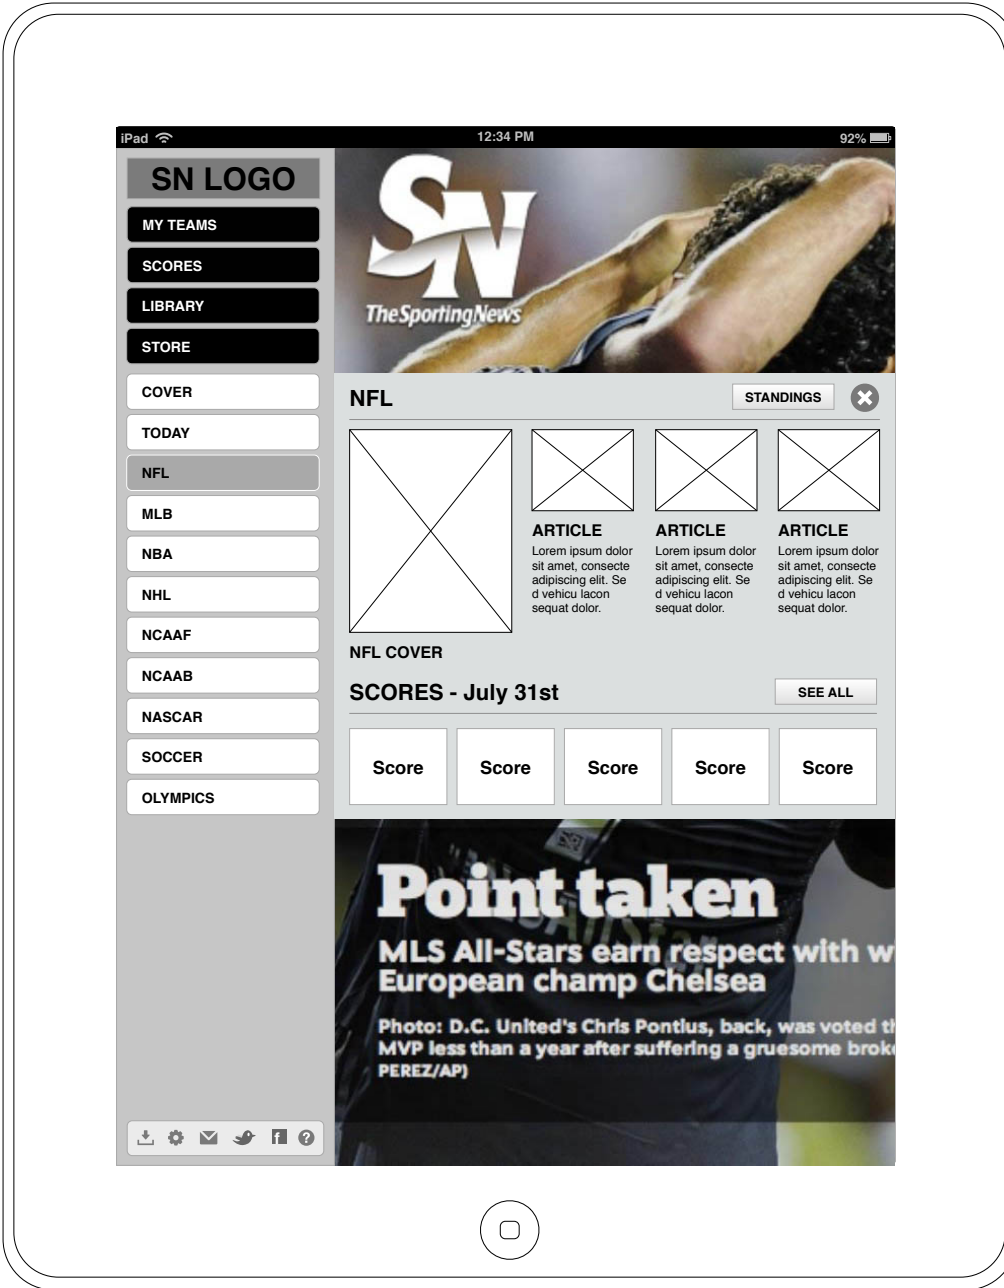 iPad 12:34 PM 92%
SN LOGO
MY TEAMS
SCORES
LIBRARY
STORE
COVER
TODAY
NFL
MLB
NBA
NHL
NCAAF
NCAAB
NASCAR
SOCCER
OLYMPICS
SN
TheSportingNews
NFL STANDINGS
NFL COVER
ARTICLE
Lorem ipsum dolor
sit amet, consecte
adipiscing elit. Se
d vehicu lacon
sequat dolor.
ARTICLE
Lorem ipsum dolor
sit amet, consecte
adipiscing elit. Se
d vehicu lacon
sequat dolor.
ARTICLE
Lorem ipsum dolor
sit amet, consecte
adipiscing elit. Se
d vehicu lacon
sequat dolor.
SCORES - July 31st SEE ALL
Score Score Score Score Score
Point taken
MLS All-Stars earn respect with w
European champ Chelsea
Photo: D.C. United's Chris Pontius, back, was voted th
MVP less than a year after suffering a gruesome broke
PEREZ/AP)